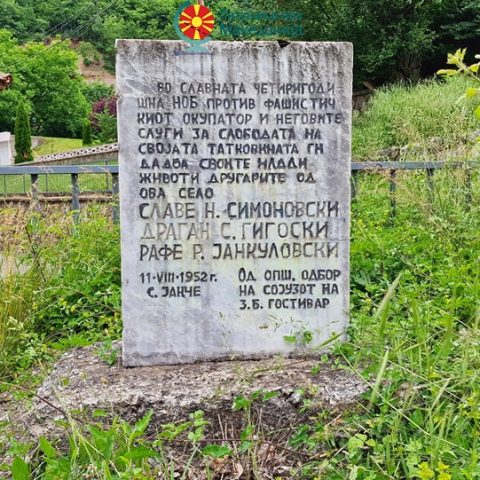 ВО СЛАВНАТА ЧЕТИРИГОДИ
ШНА НОБ ПРОТИВ ФАШИСТИЧ
КИОТ ОКУПАТОР И НЕГОВИТЕ
СЛУГИ ЗА СЛОБОДАТА НА
СВОЈАТА ТАТКОВИНАТА ГИ
ДАДОА СВОИТЕ МЛАДИ
ЖИВОТИ ДРУГАРИТЕ ОД
ОВА СЕЛО
СЛАВЕ Н. СИМОНОВСКИ
ДРАГАН С. ГИГОСКИ
РАФЕ Р. ЈАНКУЛОВСКИ
11-VIII-1952 г.
С. ЈАНЧЕ
ОД ОПШ. ОДБОР
НА СОЈУЗОТ НА
З.Б. ГОСТИВАР